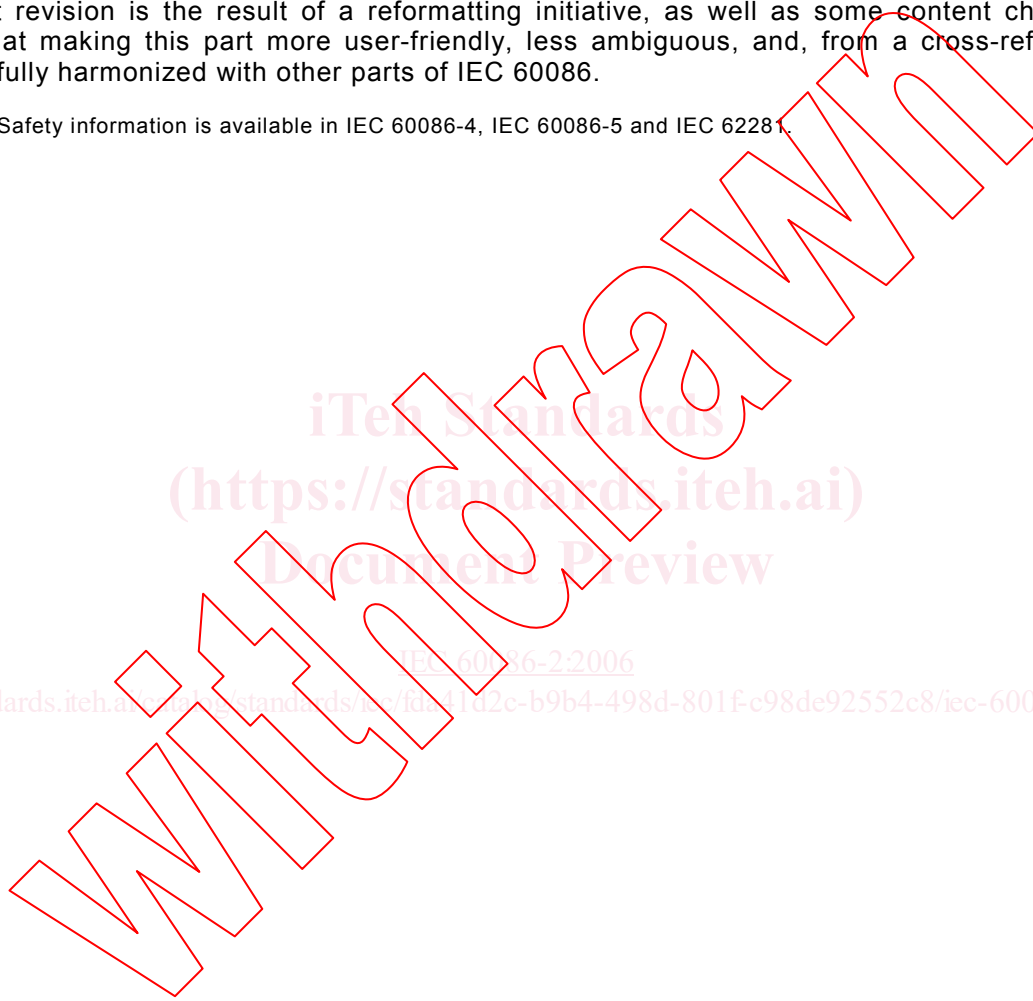 t revision is the result of a reformatting initiative, as well as some content ch
at making this part more user-friendly, less ambiguous, and, from a cross-ref
fully harmonized with other parts of IEC 60086.
Safety information is available in IEC 60086-4, IEC 60086-5 and IEC 62281.
withdrawn
iTeh Standards
(https://standards.iteh.ai)
Document Preview
IEC 60086-2:2006
dards.iteh.ai/catalog/standards/iec/fda41d2c-b9b4-498d-801f-c98de92552c8/iec-600